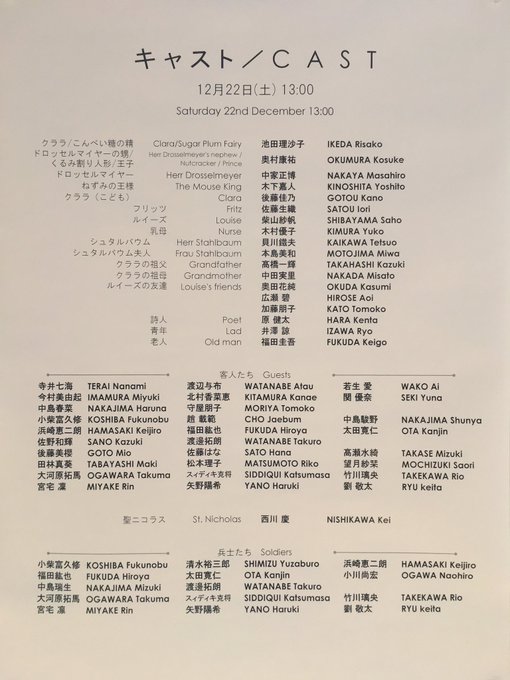 キャスト／CAST
12月22日(土) 13:00
Saturday 22nd December 13:00
クララ/こんぺい糖の精 Clara/Sugar Plum Fairy 池田理沙子 IKEDA Risako
ドロッセルマイヤーの甥/ Herr Drosselmeyer's nephew /
くるみ割り人形/王子 Nutcracker / Prince 奥村康祐 OKUMURA Kosuke
ドロッセルマイヤー Herr Drosselmeyer 中家正博 NAKAYA Masahiro
ねずみの王様 The Mouse King 木下嘉人 KINOSHITA Yoshito
クララ（こども） Clara 後藤佳乃 GOTOU Kano
フリッツ Fritz 佐藤生織 SATOU Iori
ルイーズ Louise 柴山紗帆 SHIBAYAMA Saho
乳母 Nurse 木村優子 KIMURA Yuko
シュタルバウム Herr Stahlbaum 貝川鐵夫 KAIKAWA Tetsuo
シュタルバウム夫人 Frau Stahlbaum 本島美和 MOTOJIMA Miwa
クララの祖父 Grandfather 髙橋一輝 TAKAHASHI Kazuki
クララの祖母 Grandmother 中田実里 NAKADA Misato
ルイーズの友達 Louise's friends 奥田花純 OKUDA Kasumi
広瀬 碧 HIROSE Aoi
加藤朋子 KATO Tomoko
詩人 Poet 原 健太 HARA Kenta
青年 Lad 井澤 諒 IZAWA Ryo
老人 Old man 福田圭吾 FUKUDA Keigo
客人たち Guests
寺井七海 TERAI Nanami 渡辺与布 WATANABE Atau 若生 愛 WAKO Ai
今村美由起 IMAMURA Miyuki 北村香菜恵 KITAMURA Kanae 関 優奈 SEKI Yuna
中島春菜 NAKAJIMA Haruna 守屋朋子 MORIYA Tomoko
小柴富久修 KOSHIBA Fukunobu 趙 載範 CHO Jaebum 中島駿野 NAKAJIMA Shunya
浜崎恵二朗 HAMASAKI Keijiro 福田紘也 FUKUDA Hiroya 太田寛仁 OTA Kanjin
佐野和輝 SANO Kazuki 渡邊拓朗 WATANABE Takuro
後藤美櫻 GOTO Mio 佐藤はな SATO Hana 髙瀬水綺 TAKASE Mizuki
田林真葵 TABAYASHI Maki 松本理子 MATSUMOTO Riko 望月紗栞 MOCHIZUKI Saori
大河原拓馬 OGAWARA Takuma スィディキ克将 SIDDIQUI Katsumasa 竹川璃央 TAKEKAWA Rio
宮宅 凜 MIYAKE Rin 矢野陽希 YANO Haruki 劉 敬太 RYU keita
聖ニコラス St. Nicholas 西川 慶 NISHIKAWA Kei
兵士たち Soldiers
小柴富久修 KOSHIBA Fukunobu 清水裕三郎 SHIMIZU Yuzaburo 浜崎恵二朗 HAMASAKI Keijiro
福田紘也 FUKUDA Hiroya 太田寛仁 OTA Kanjin 小川尚宏 OGAWA Naohiro
中島瑞生 NAKAJIMA Mizuki 渡邊拓朗 WATANABE Takuro
大河原拓馬 OGAWARA Takuma スィディキ克将 SIDDIQUI Katsumasa 竹川璃央 TAKEKAWA Rio
宮宅 凜 MIYAKE Rin 矢野陽希 YANO Haruki 劉 敬太 RYU keita